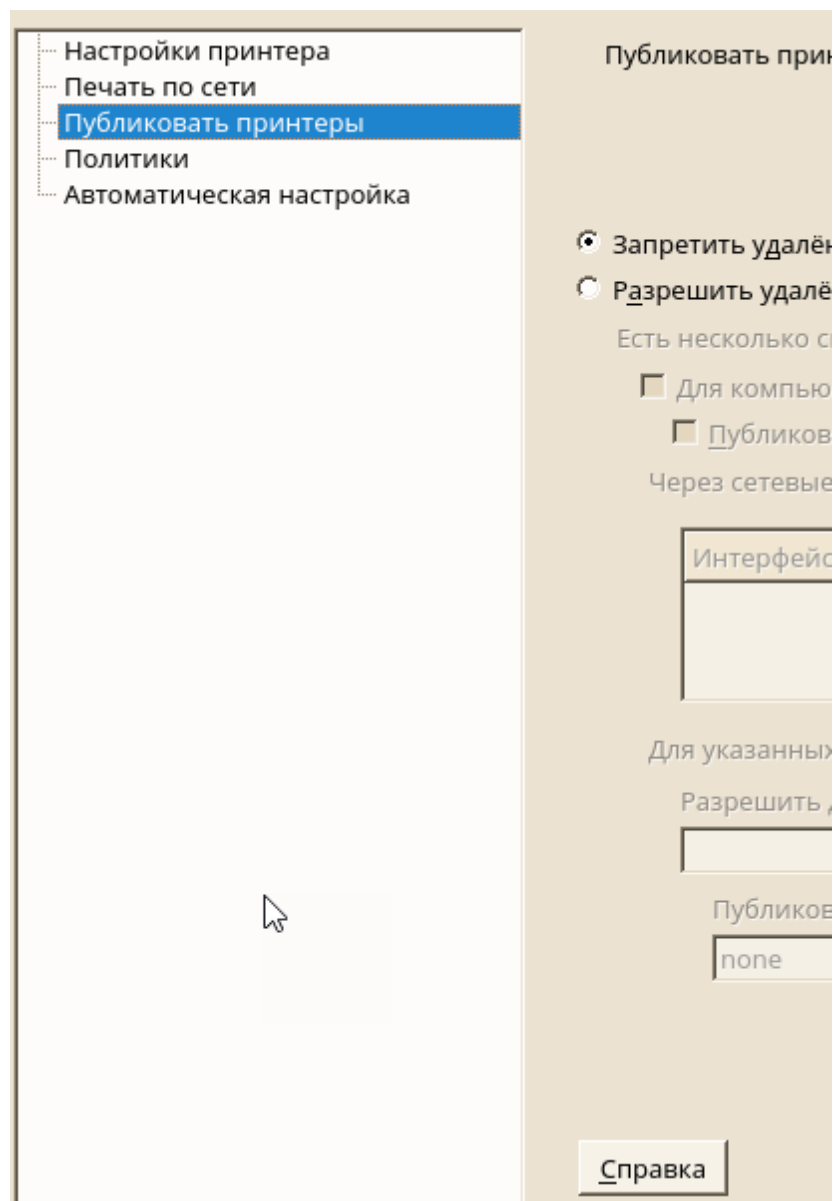 Настройки принтера
Печать по сети
Публиковать принтеры
Политики
Автоматическая настройка
Публиковать прин
Запретить удалён
Разрешить удалё
Есть несколько с
Для компью
Публиков
Через сетевые
Интерфейс
Для указанных
Разрешить
Публиков
none
Справка